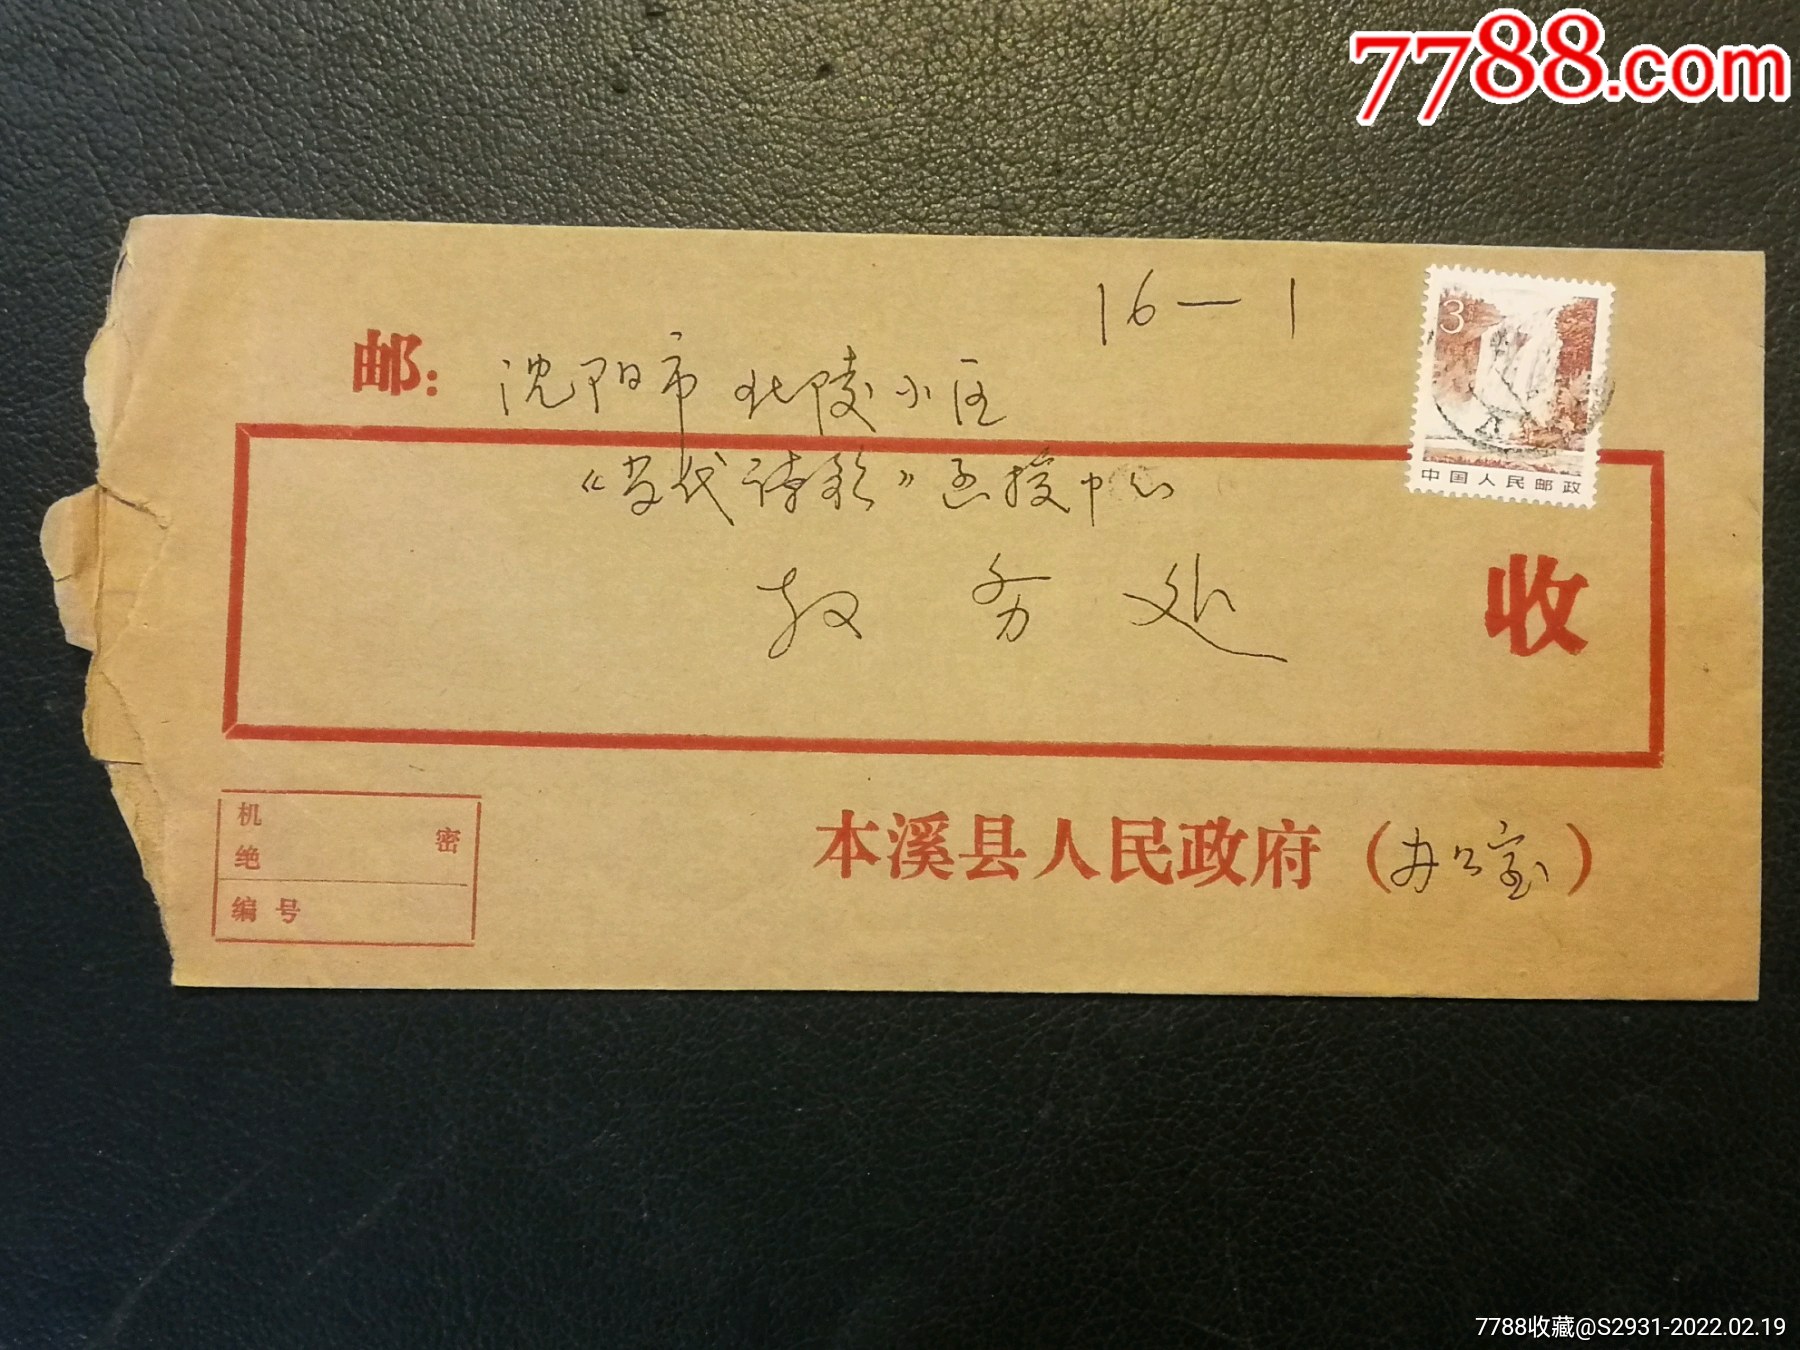 7788.com
16-1
3
邮: 沈阳市 北陵小区
《当代诗歌》函授中心
中国人民邮政
教务处 收
机
绝 密
编号
本溪县人民政府(办公室)
7788收藏@S2931-2022.02.19